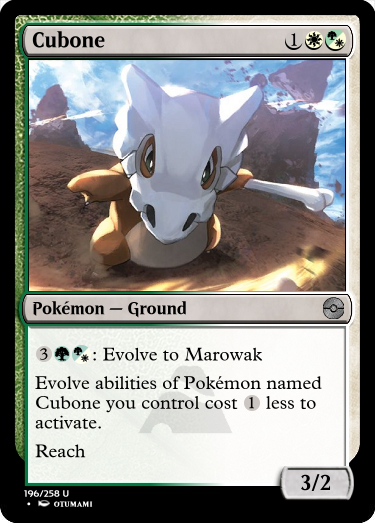 Cubone 1
Pokémon — Ground
3 : Evolve to Marowak
Evolve abilities of Pokémon named
Cubone you control cost 1 less to
activate.
Reach
3/2
196/258 U
• OTUMAMI